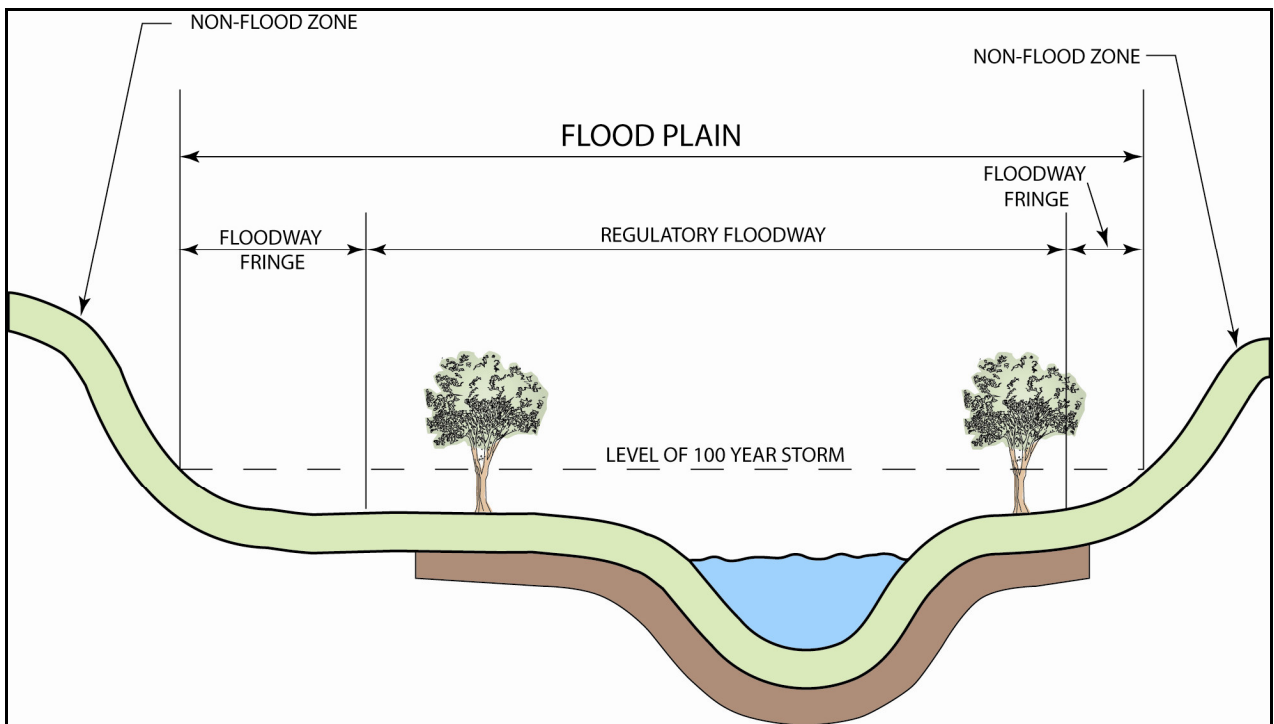 NON-FLOOD ZONE
NON-FLOOD ZONE
FLOOD PLAIN
FLOODWAY
FRINGE
FLOODWAY
FRINGE
REGULATORY FLOODWAY
LEVEL OF 100 YEAR STORM